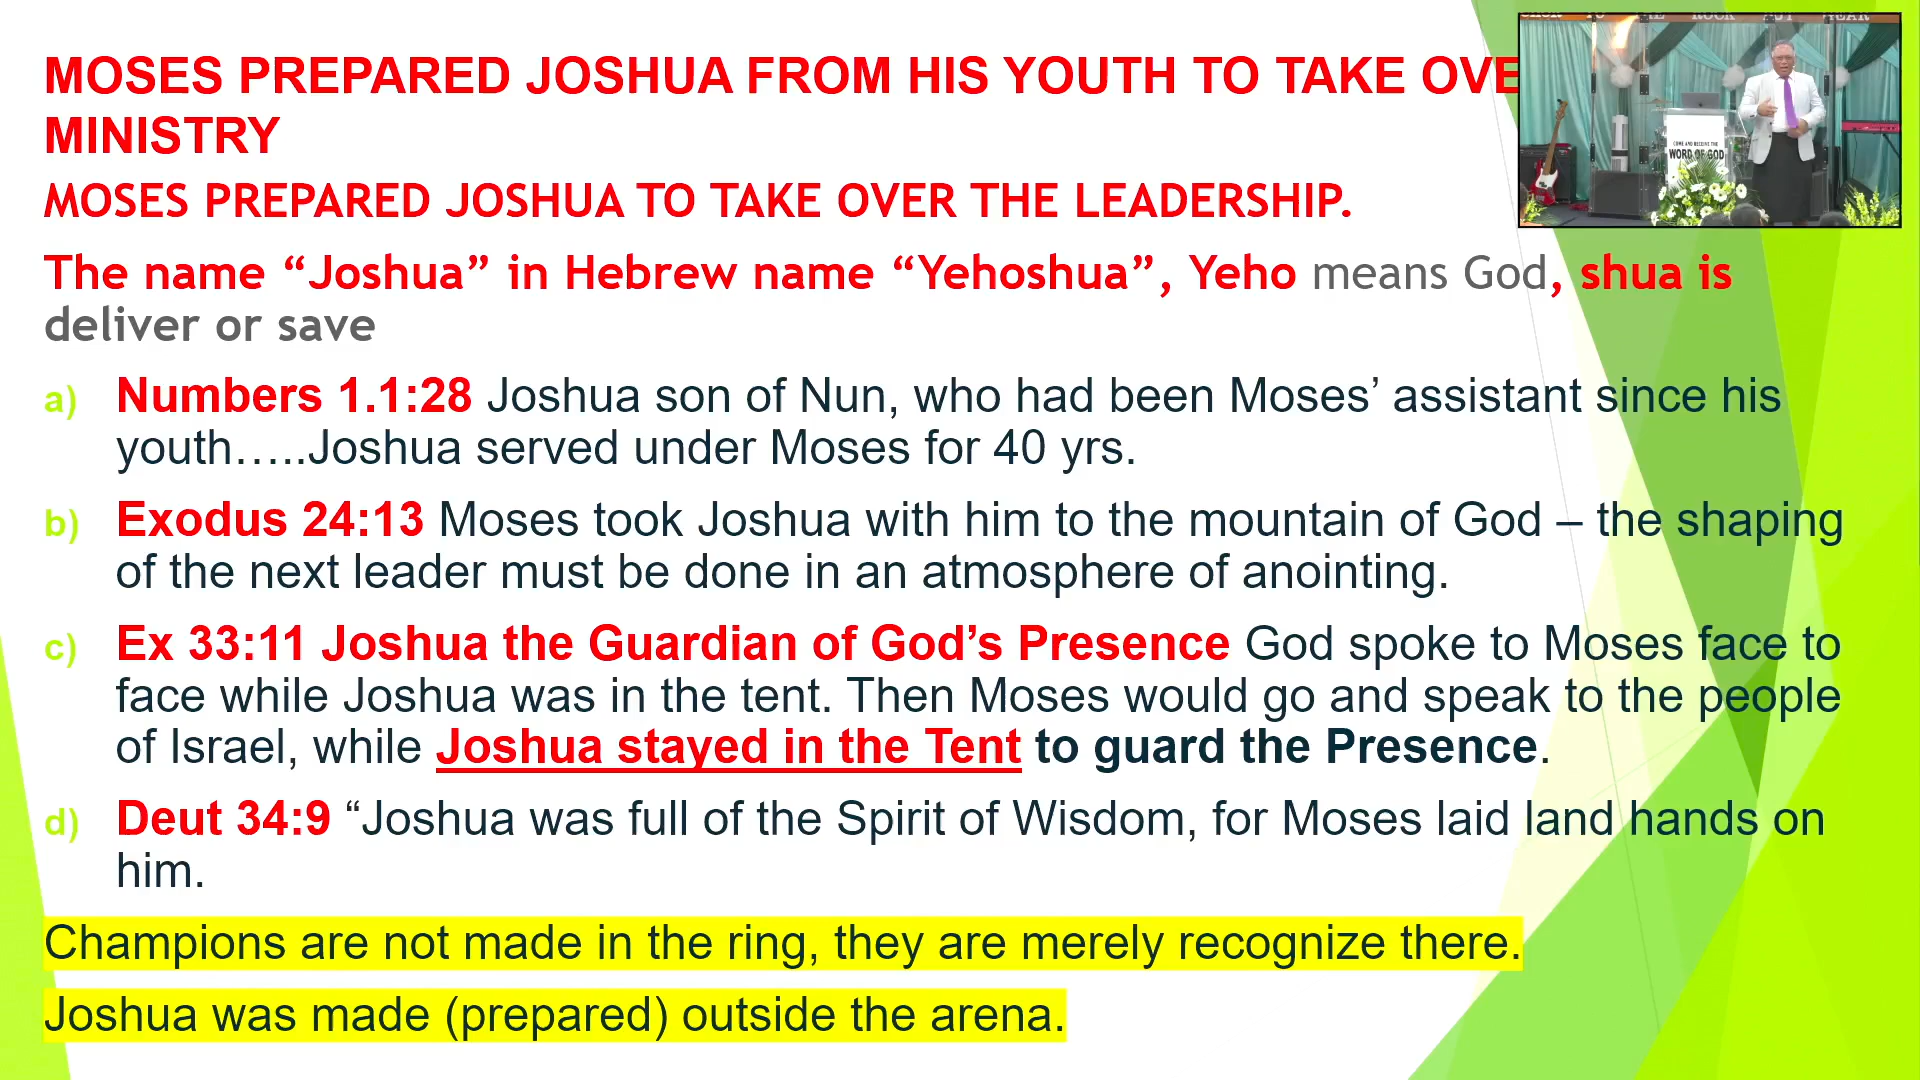 MOSES PREPARED JOSHUA FROM HIS YOUTH TO TAKE OVE
MINISTRY
MOSES PREPARED JOSHUA TO TAKE OVER THE LEADERSHIP.
The name “Joshua” in Hebrew name “Yehoshua”, Yeho means God, shua is
deliver or save
a) Numbers 1.1:28 Joshua son of Nun, who had been Moses’ assistant since his
youth…..Joshua served under Moses for 40 yrs.
b) Exodus 24:13 Moses took Joshua with him to the mountain of God – the shaping
of the next leader must be done in an atmosphere of anointing.
c) Ex 33:11 Joshua the Guardian of God’s Presence God spoke to Moses face to
face while Joshua was in the tent. Then Moses would go and speak to the people
of Israel, while Joshua stayed in the Tent to guard the Presence.
d) Deut 34:9 “Joshua was full of the Spirit of Wisdom, for Moses laid land hands on
him.
Champions are not made in the ring, they are merely recognize there.
Joshua was made (prepared) outside the arena.
ROCK
COME AND RECEIVE THE
WORD OF GOD